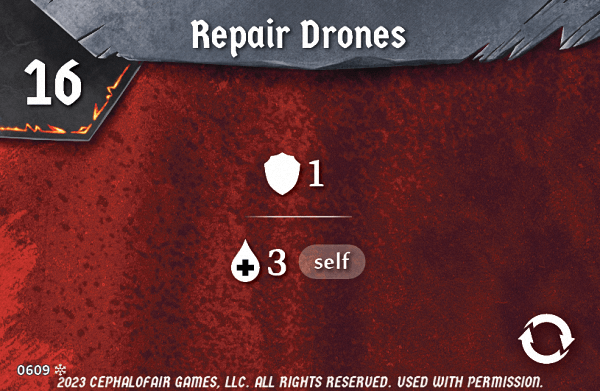 Repair Drones
16
1
3 self
0609
2023 CEPHALOFAIR GAMES, LLC. ALL RIGHTS RESERVED. USED WITH PERMISSION.